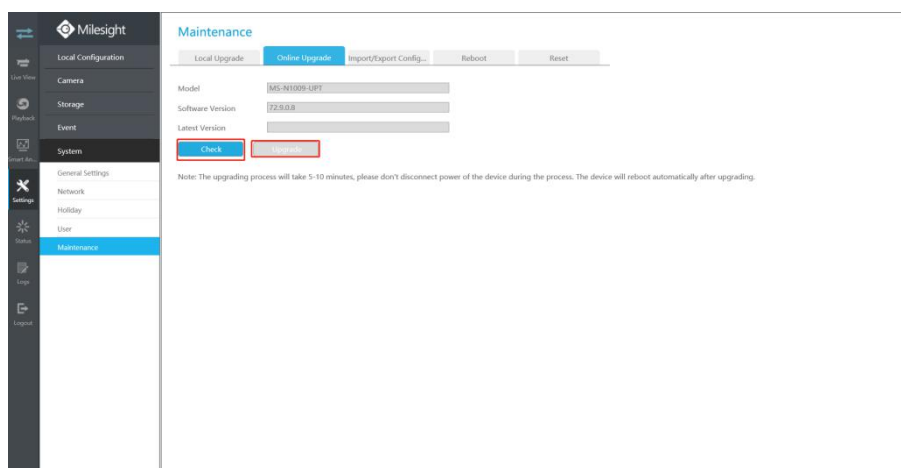 Milesight
Live View
Playback
Smart An...
Settings
Status
Logs
Logout
Local Configuration
Camera
Storage
Event
System
General Settings
Network
Holiday
User
Maintenance
Maintenance
Local Upgrade Online Upgrade Import/Export Config... Reboot Reset
Model MS-N1009-UPT
Software Version 72.9.0.8
Latest Version
Check Upgrade
Note: The upgrading process will take 5-10 minutes, please don't disconnect power of the device during the process. The device will reboot automatically after upgrading.